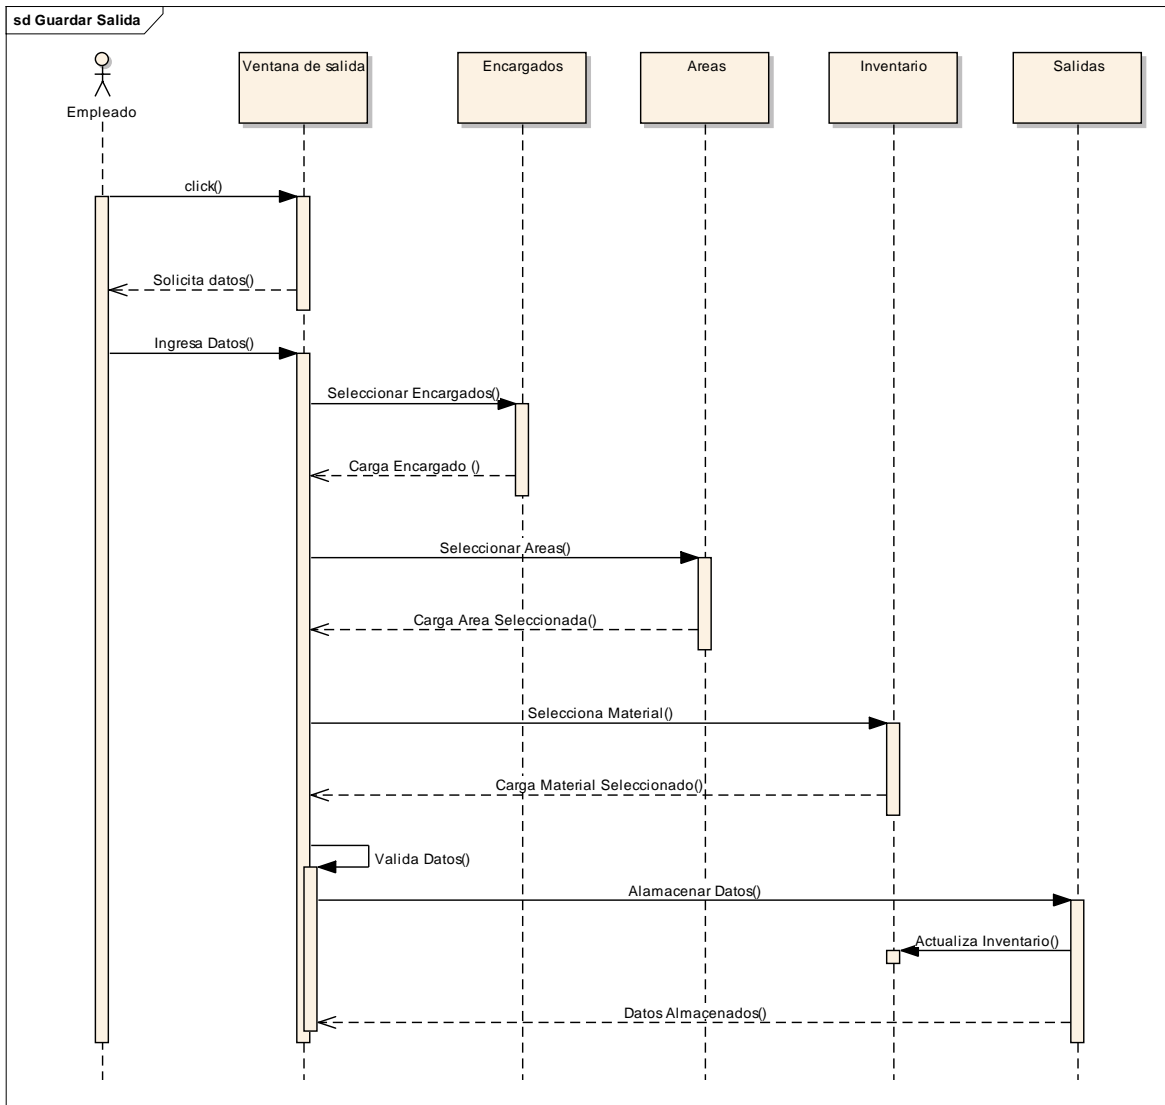 sd Guardar Salida
Empleado
Ventana de salida
Encargados
Areas
Inventario
Salidas
click()
Solicita datos()
Ingresa Datos()
Seleccionar Encargados()
Carga Encargado ()
Seleccionar Areas()
Carga Area Seleccionada()
Selecciona Material()
Carga Material Seleccionado()
Valida Datos()
Alamacenar Datos()
Actualiza Inventario()
Datos Almacenados()